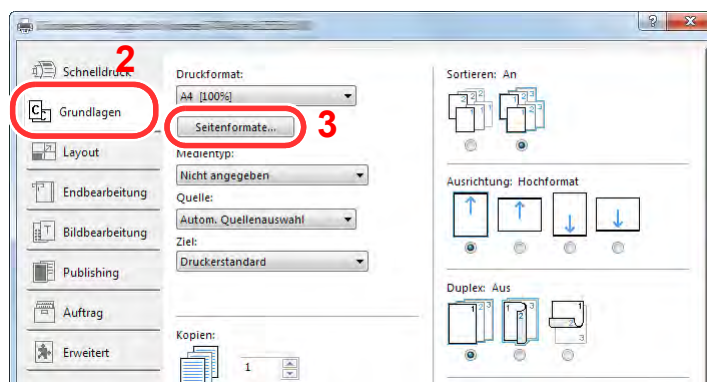 Schnelldruck
2
Grundlagen
Layout
Endbearbeitung
Bildbearbeitung
Publishing
Auftrag
Erweitert
Druckformat:
A4 [100%]
Seitenformate...
3
Medientyp:
Nicht angegeben
Quelle:
Autom. Quellenauswahl
Ziel:
Druckerstandard
Kopien:
1
Sortieren: An
Ausrichtung: Hochformat
Duplex: Aus